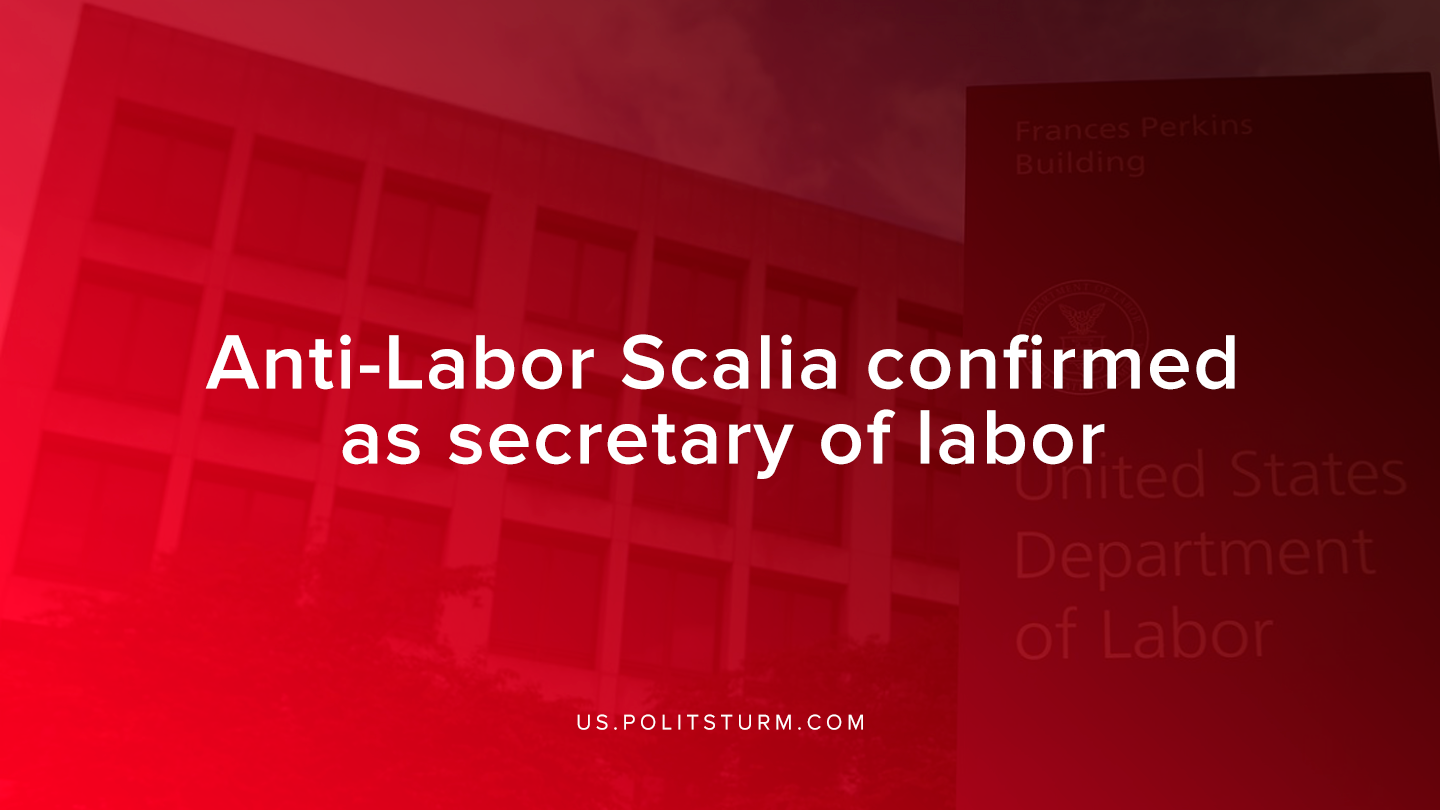 Frances Perkins
Building
Anti-Labor Scalia confirmed
as secretary of labor
United States
Department
of Labor
US.POLITSTURM.COM